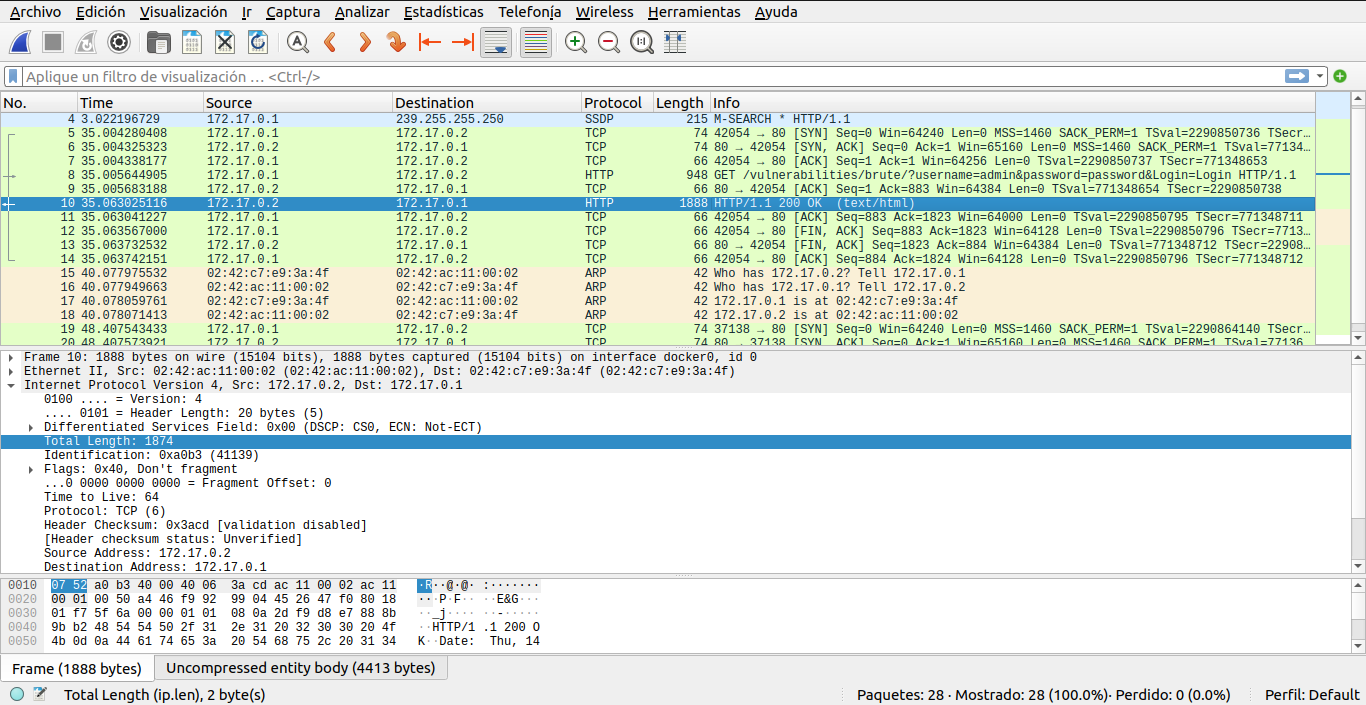 Archivo Edición Visualización Ir Captura Analizar Estadísticas Telefonía Wireless Herramientas Ayuda
Aplique un filtro de visualización … <Ctrl-/>
No. Time Source Destination Protocol Length Info
4 3.022196729 172.17.0.1 239.255.255.250 SSDP 215 M-SEARCH * HTTP/1.1
5 35.004280408 172.17.0.1 172.17.0.2 TCP 74 42054 → 80 [SYN] Seq=0 Win=64240 Len=0 MSS=1460 SACK_PERM=1 TSval=2290850736 TSecr…
6 35.004325323 172.17.0.2 172.17.0.1 TCP 74 80 → 42054 [SYN, ACK] Seq=0 Ack=1 Win=65160 Len=0 MSS=1460 SACK_PERM=1 TSval=77134…
7 35.004338177 172.17.0.1 172.17.0.2 TCP 66 42054 → 80 [ACK] Seq=1 Ack=1 Win=64256 Len=0 TSval=2290850737 TSecr=771348653
8 35.005644905 172.17.0.1 172.17.0.2 HTTP 948 GET /vulnerabilities/brute/?username=admin&password=password&Login=Login HTTP/1.1
9 35.005683188 172.17.0.2 172.17.0.1 TCP 66 80 → 42054 [ACK] Seq=1 Ack=883 Win=64384 Len=0 TSval=771348654 TSecr=2290850738
10 35.063025116 172.17.0.2 172.17.0.1 HTTP 1888 HTTP/1.1 200 OK (text/html)
11 35.063041227 172.17.0.1 172.17.0.2 TCP 66 42054 → 80 [ACK] Seq=883 Ack=1823 Win=64000 Len=0 TSval=2290850795 TSecr=771348711
12 35.063567000 172.17.0.1 172.17.0.2 TCP 66 42054 → 80 [FIN, ACK] Seq=883 Ack=1823 Win=64128 Len=0 TSval=2290850796 TSecr=7713…
13 35.063732532 172.17.0.2 172.17.0.1 TCP 66 80 → 42054 [FIN, ACK] Seq=1823 Ack=884 Win=64384 Len=0 TSval=771348712 TSecr=22908…
14 35.063742151 172.17.0.1 172.17.0.2 TCP 66 42054 → 80 [ACK] Seq=884 Ack=1824 Win=64128 Len=0 TSval=2290850796 TSecr=771348712
15 40.077975532 02:42:c7:e9:3a:4f 02:42:ac:11:00:02 ARP 42 Who has 172.17.0.2? Tell 172.17.0.1
16 40.077949663 02:42:ac:11:00:02 02:42:c7:e9:3a:4f ARP 42 Who has 172.17.0.1? Tell 172.17.0.2
17 40.078059761 02:42:c7:e9:3a:4f 02:42:ac:11:00:02 ARP 42 172.17.0.1 is at 02:42:c7:e9:3a:4f
18 40.078071413 02:42:ac:11:00:02 02:42:c7:e9:3a:4f ARP 42 172.17.0.2 is at 02:42:ac:11:00:02
19 48.407543433 172.17.0.1 172.17.0.2 TCP 74 37138 → 80 [SYN] Seq=0 Win=64240 Len=0 MSS=1460 SACK_PERM=1 TSval=2290864140 TSecr…
20 48.407573921 172.17.0.2 172.17.0.1 TCP 74 80 → 37138 [SYN, ACK] Seq=0 Ack=1 Win=65160 Len=0 MSS=1460 SACK_PERM=1 TSval=77136…
Frame 10: 1888 bytes on wire (15104 bits), 1888 bytes captured (15104 bits) on interface docker0, id 0
Ethernet II, Src: 02:42:ac:11:00:02 (02:42:ac:11:00:02), Dst: 02:42:c7:e9:3a:4f (02:42:c7:e9:3a:4f)
Internet Protocol Version 4, Src: 172.17.0.2, Dst: 172.17.0.1
0100 .... = Version: 4
.... 0101 = Header Length: 20 bytes (5)
Differentiated Services Field: 0x00 (DSCP: CS0, ECN: Not-ECT)
Total Length: 1874
Identification: 0xa0b3 (41139)
Flags: 0x40, Don't fragment
...0 0000 0000 0000 = Fragment Offset: 0
Time to Live: 64
Protocol: TCP (6)
Header Checksum: 0x3acd [validation disabled]
[Header checksum status: Unverified]
Source Address: 172.17.0.2
Destination Address: 172.17.0.1
0010 07 52 a0 b3 40 00 40 06 3a cd ac 11 00 02 ac 11 ·R··@·@· :·······
0020 00 01 00 50 a4 46 f9 92 99 04 45 26 47 f0 80 18 ···P·F·· ··E&G···
0030 01 f7 5f 6a 00 00 01 01 08 0a 2d f9 d8 e7 88 8b ··_j···· ··-·····
0040 9b b2 48 54 54 50 2f 31 2e 31 20 32 30 30 20 4f ··HTTP/1 .1 200 O
0050 4b 0d 0a 44 61 74 65 3a 20 54 68 75 2c 20 31 34 K··Date: Thu, 14
Frame (1888 bytes) Uncompressed entity body (4413 bytes)
Total Length (ip.len), 2 byte(s) Paquetes: 28 · Mostrado: 28 (100.0%)· Perdido: 0 (0.0%) Perfil: Default